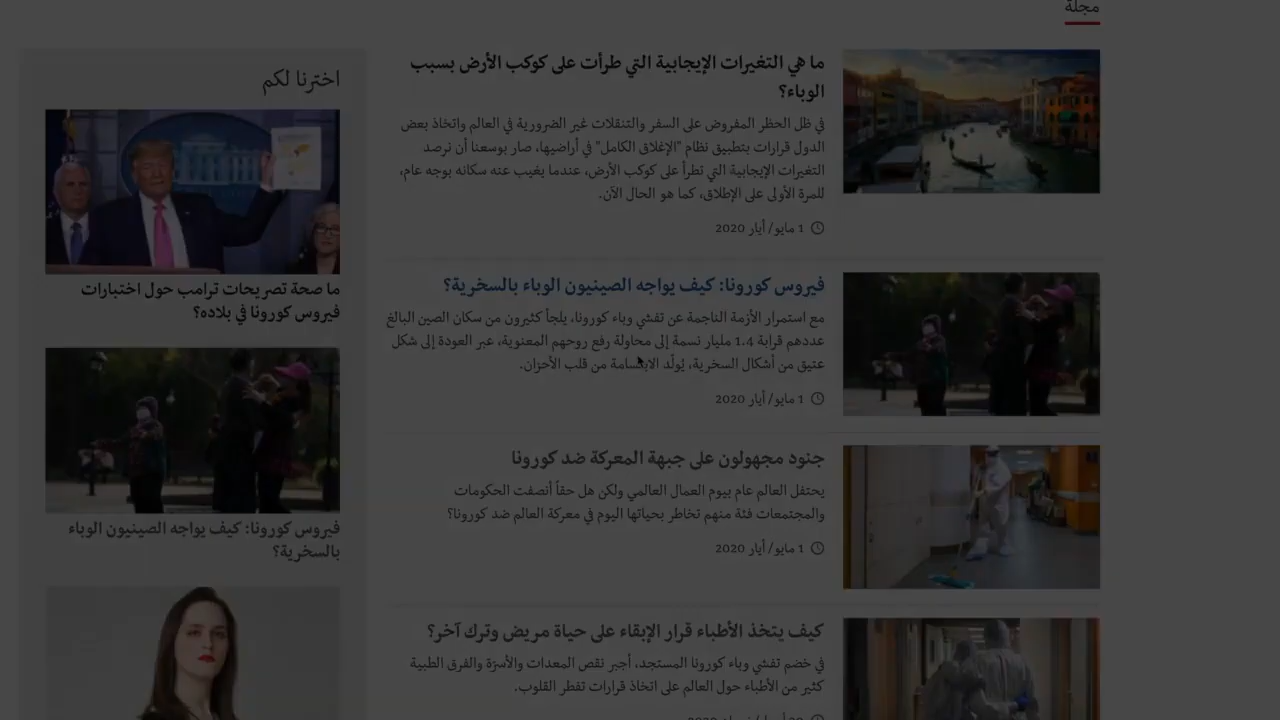 مجلة
ما هي التغيرات الإيجابية التي طرأت على كوكب الأرض بسبب
الوباء؟
في ظل الحظر المفروض على السفر والتنقلات غير الضرورية في العالم واتخاذ بعض
الدول قرارات بتطبيق نظام "الإغلاق الكامل" في أراضيها، صار بوسعنا أن نرصد
التغيرات الإيجابية التي تطرأ على كوكب الأرض، عندما يغيب عنه سكانه بوجه عام،
للمرة الأولى على الإطلاق، كما هو الحال الآن.
1 مايو/ أيار 2020
فيروس كورونا: كيف يواجه الصينيون الوباء بالسخرية؟
مع استمرار الأزمة الناجمة عن تفشي وباء كورونا، يلجأ كثيرون من سكان الصين البالغ
عددهم قرابة 1.4 مليار نسمة إلى محاولة رفع روحهم المعنوية، عبر العودة إلى شكل
عتيق من أشكال السخرية، يُولّد الابتسامة من قلب الأحزان.
1 مايو/ أيار 2020
جنود مجهولون على جبهة المعركة ضد كورونا
يحتفل العالم عام بيوم العمال العالمي ولكن هل حقاً أنصفت الحكومات
والمجتمعات فئة منهم تخاطر بحياتها اليوم في معركة العالم ضد كورونا؟
1 مايو/ أيار 2020
كيف يتخذ الأطباء قرار الإبقاء على حياة مريض وترك آخر؟
في خضم تفشي وباء كورونا المستجد، أجبر نقص المعدات والأسرّة والفرق الطبية
كثير من الأطباء حول العالم على اتخاذ قرارات تفطر القلوب.
اخترنا لكم
ما صحة تصريحات ترامب حول اختبارات
فيروس كورونا في بلاده؟
فيروس كورونا: كيف يواجه الصينيون الوباء
بالسخرية؟